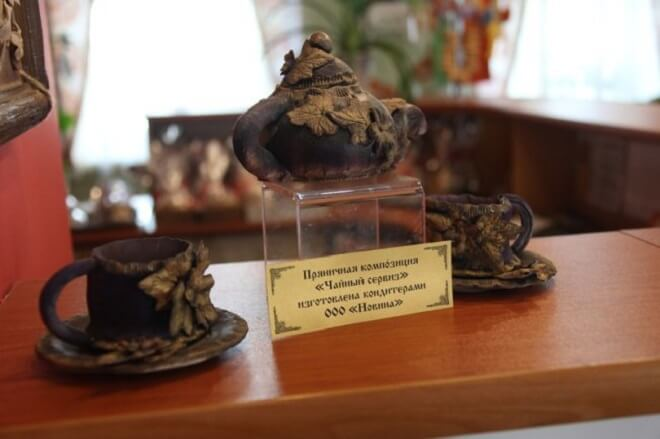 Пряничная композиция
«Чайный сервиз»
изготовлена кондитерами
ООО «Новина»